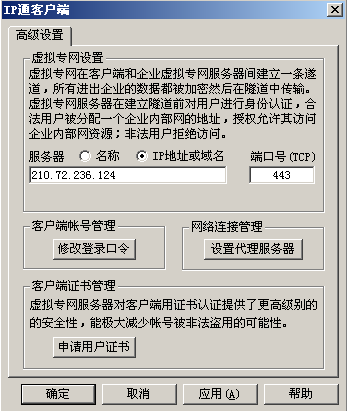 IP通客户端
高级设置
虚拟专网设置
虚拟专网在客户端和企业虚拟专网服务器间建立一条隧
道，所有进出企业的数据都被加密然后在隧道中传输。
虚拟专网服务器在建立隧道前对用户进行身份认证，合
法用户被分配一个企业内部网的地址，授权允许其访问
企业内部网资源；非法用户拒绝访问。
服务器 名称 IP地址或域名 端口号(TCP)
210.72.236.124 443
客户端帐号管理 网络连接管理
修改登录口令 设置代理服务器
客户端证书管理
虚拟专网服务器对客户端用证书认证提供了更高级别的
的安全性，能极大减少帐号被非法盗用的可能性。
申请用户证书
确定 取消 应用(A) 帮助